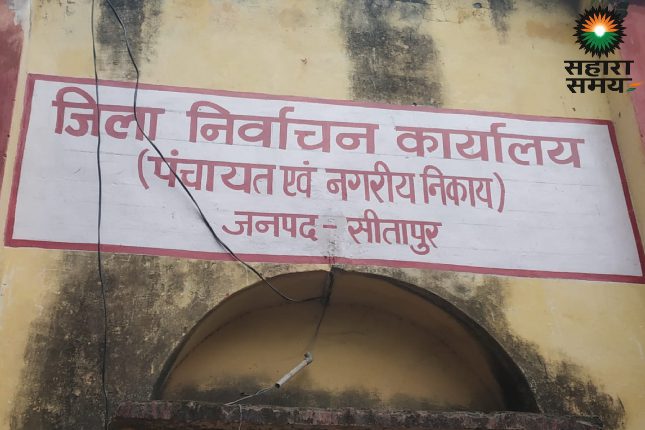 सहारा
समय
जिला निर्वाचन कार्यालय
(पंचायत एवं नगरीय निकाय)
जनपद - सीतापुर